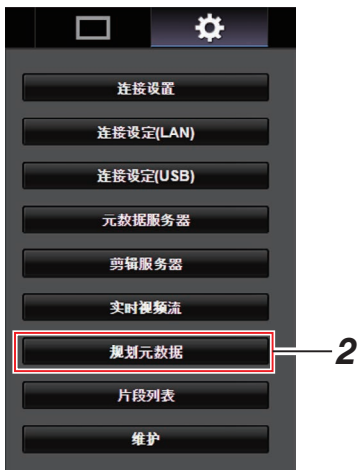 连接设置
连接设定(LAN)
连接设定(USB)
元数据服务器
剪辑服务器
实时视频流
规划元数据
2
片段列表
维护